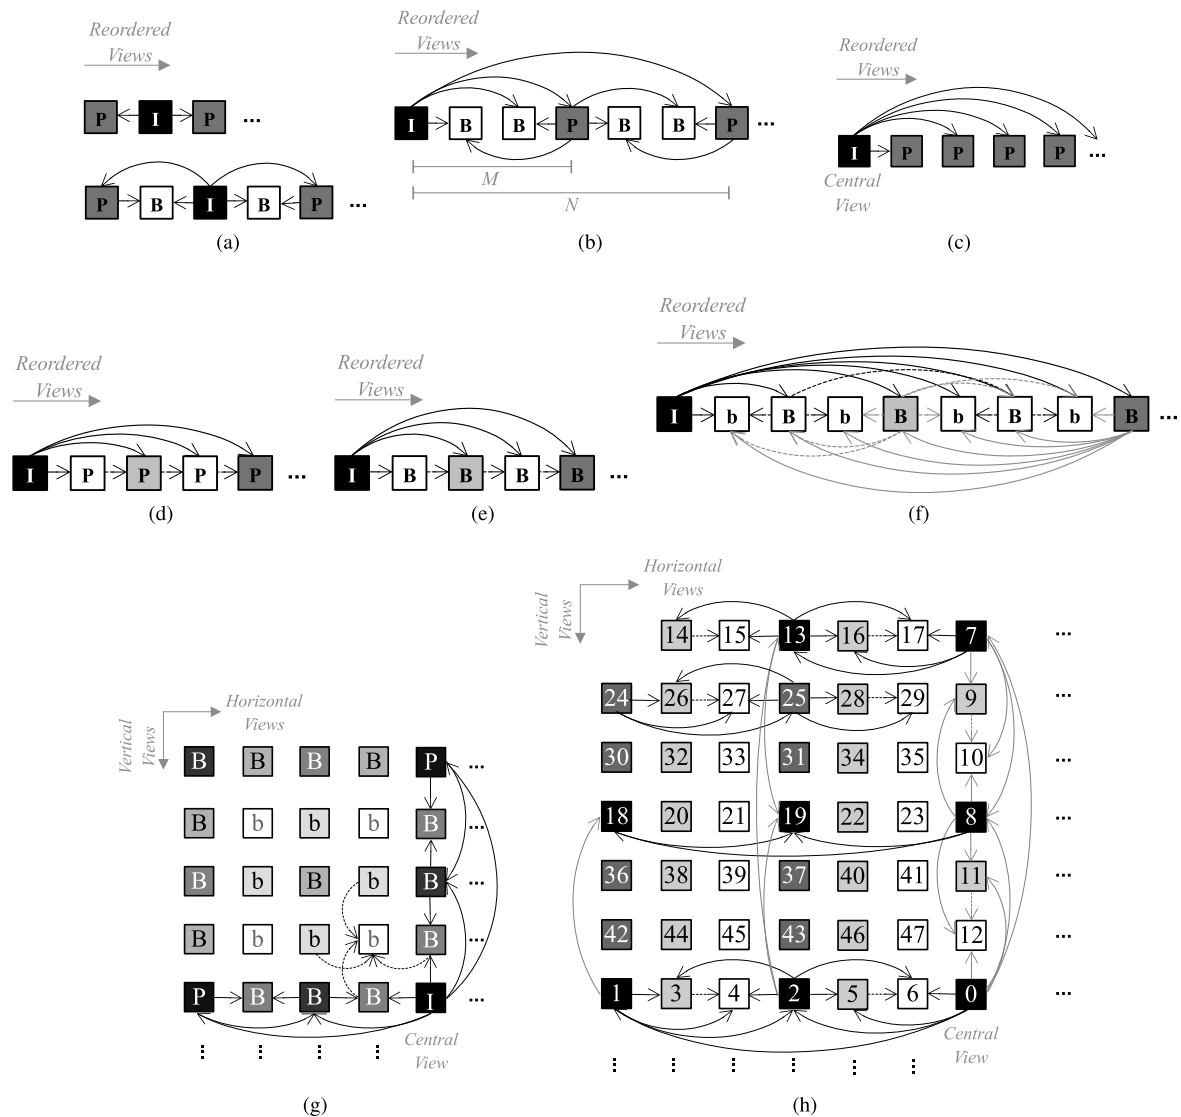 Reordered
Views
P I P ...
P B I B P ...
(a)
Reordered
Views
I B B P B B P ...
M
N
(b)
Reordered
Views
I P P P P ...
Central
View
(c)
Reordered
Views
I P P P P ...
(d)
Reordered
Views
I B B B B ...
(e)
Reordered
Views
I b B b B b B b B ...
(f)
Horizontal
Views
Vertical
Views
B B B B P ...
B b b b B ...
B b B b B ...
B b b b B ...
P B B B I ...
Central
View
... ... ... ...
(g)
Horizontal
Views
Vertical
Views
14 15 13 16 17 7 ...
24 26 27 25 28 29 9 ...
30 32 33 31 34 35 10 ...
18 20 21 19 22 23 8 ...
36 38 39 37 40 41 11 ...
42 44 45 43 46 47 12 ...
1 3 4 2 5 6 0 ...
Central
View
... ... ... ... ... ...
(h)